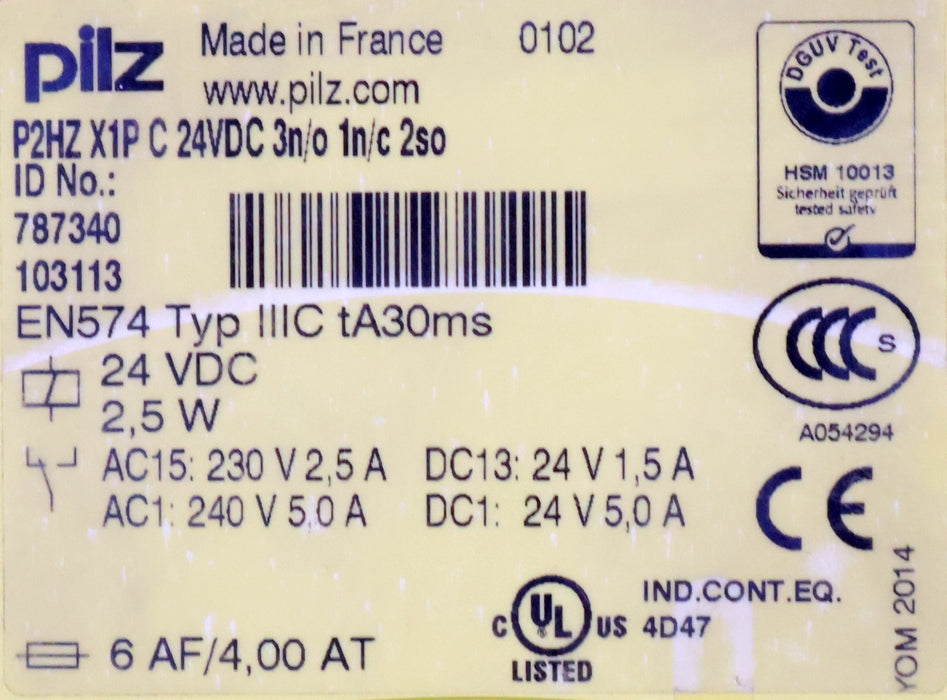 pilz Made in France 0102
www.pilz.com
P2HZ X1P C 24VDC 3n/o 1n/c 2so
ID No.:
787340
103113
EN574 Typ IIIC tA30ms
24 VDC
2,5 W
AC15: 230 V 2,5 A DC13: 24 V 1,5 A
AC1: 240 V 5,0 A DC1: 24 V 5,0 A
6 AF/4,00 AT
DGUV Test
HSM 10013
Sicherheit geprüft
tested safety
CCC S
A054294
CE
C UL US
LISTED
IND.CONT.EQ.
4D47
YOM 2014